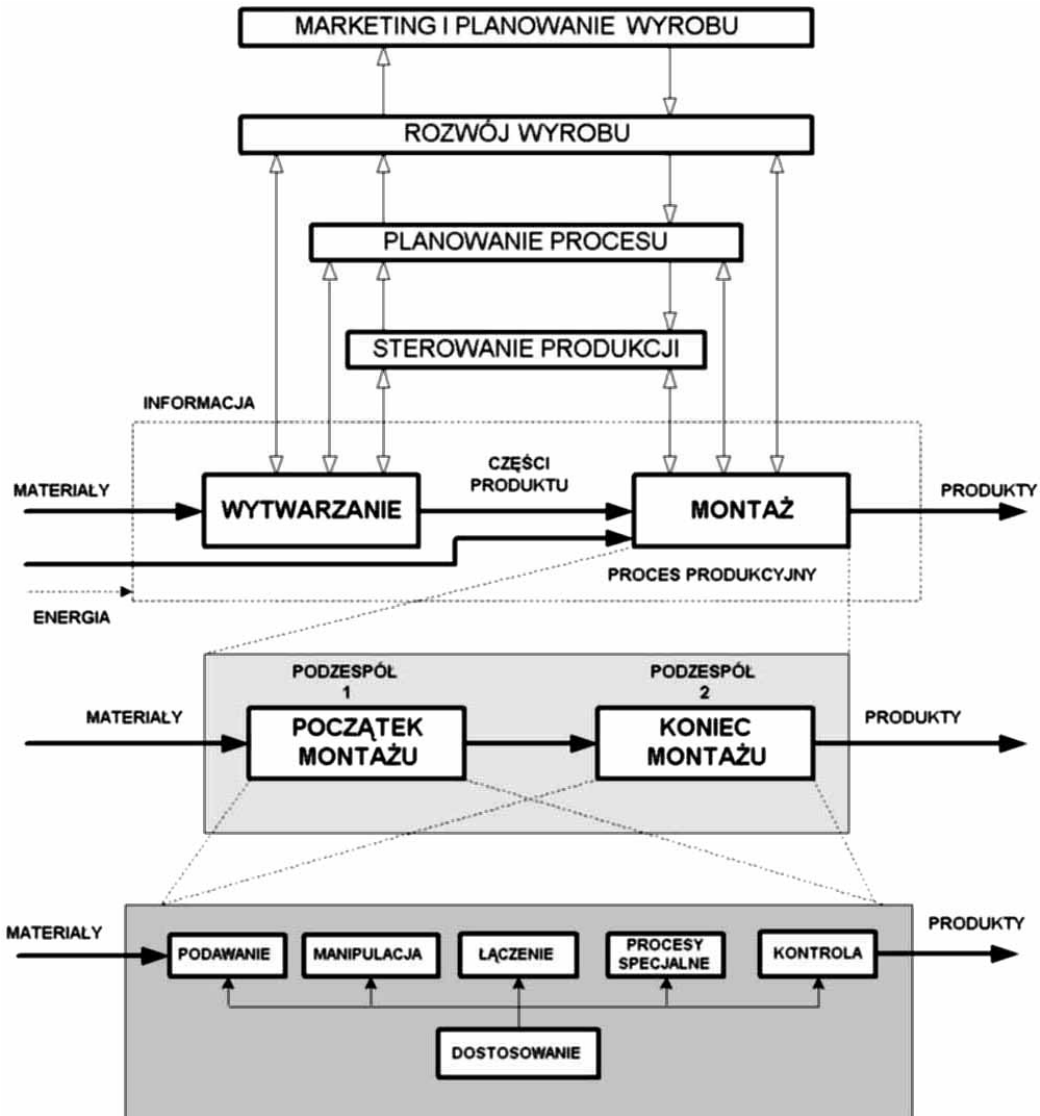 MARKETING I PLANOWANIE WYROBU
ROZWÓJ WYROBU
PLANOWANIE PROCESU
STEROWANIE PRODUKCJI
INFORMACJA
MATERIAŁY
WYTWARZANIE
CZĘŚCI
PRODUKTU
MONTAŻ
PRODUKTY
PROCES PRODUKCYJNY
ENERGIA
PODZESPÓŁ
1
PODZESPÓŁ
2
MATERIAŁY
POCZĄTEK
MONTAŻU
KONIEC
MONTAŻU
PRODUKTY
MATERIAŁY
PODAWANIE
MANIPULACJA
ŁĄCZENIE
PROCESY
SPECJALNE
KONTROLA
PRODUKTY
DOSTOSOWANIE